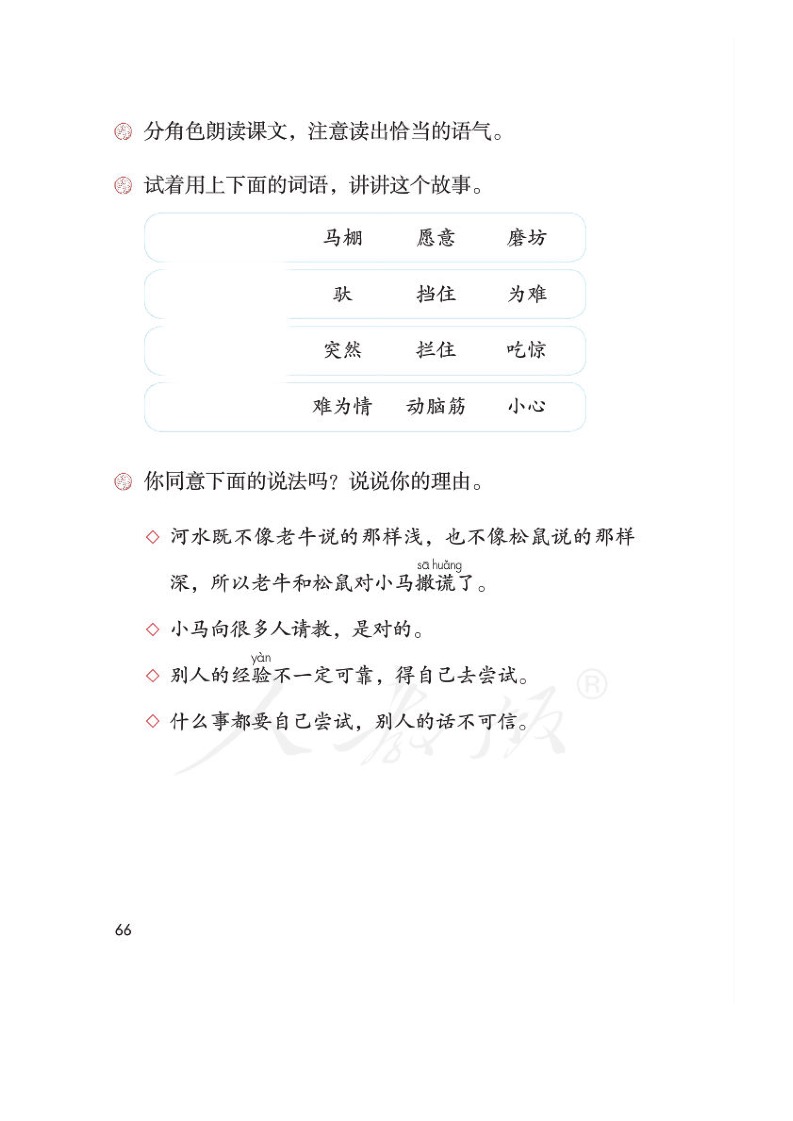 分角色朗读课文，注意读出恰当的语气。
试着用上下面的词语，讲讲这个故事。
马棚 愿意 磨坊
驮 挡住 为难
突然 拦住 吃惊
难为情 动脑筋 小心
你同意下面的说法吗？说说你的理由。
河水既不像老牛说的那样浅，也不像松鼠说的那样
sā huǎng
深，所以老牛和松鼠对小马撒谎了。
小马向很多人请教，是对的。
yàn
别人的经验不一定可靠，得自己去尝试。
什么事都要自己尝试，别人的话不可信。
人教版®
66